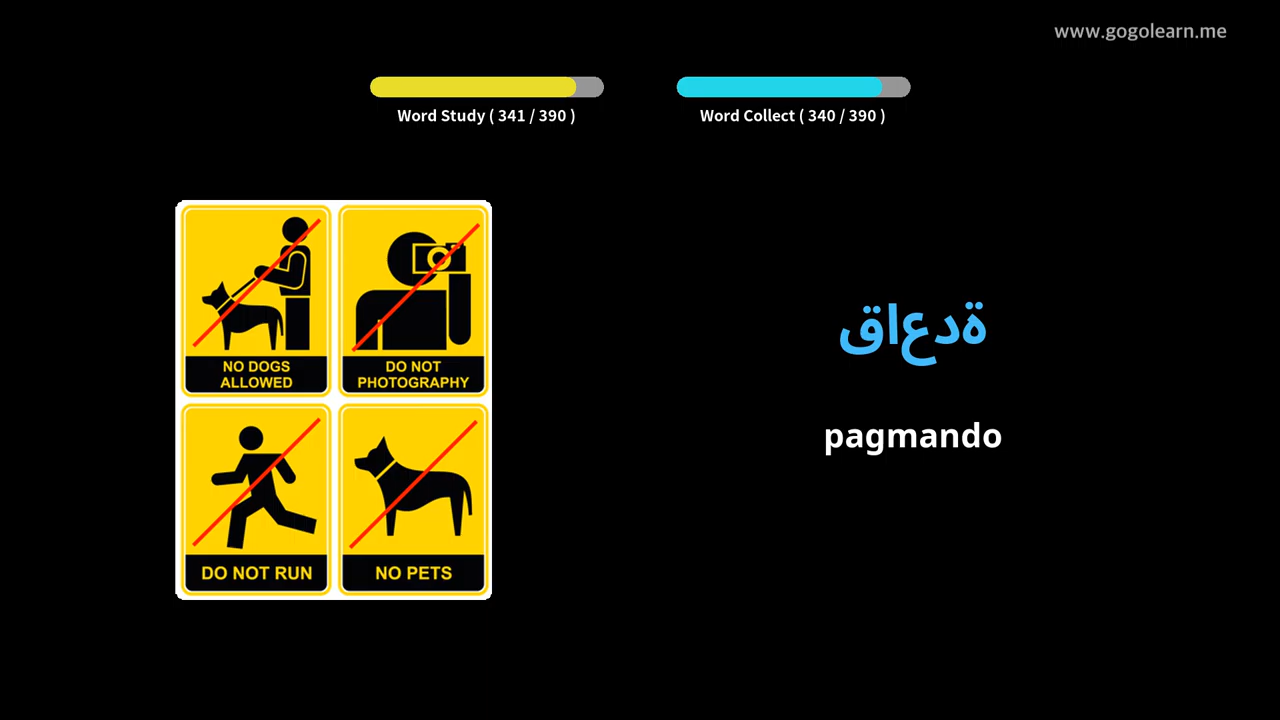 www.gogolearn.me
Word Study ( 341 / 390 )
Word Collect ( 340 / 390 )
NO DOGS
ALLOWED
DO NOT
PHOTOGRAPHY
DO NOT RUN
NO PETS
قاعدة
pagmando